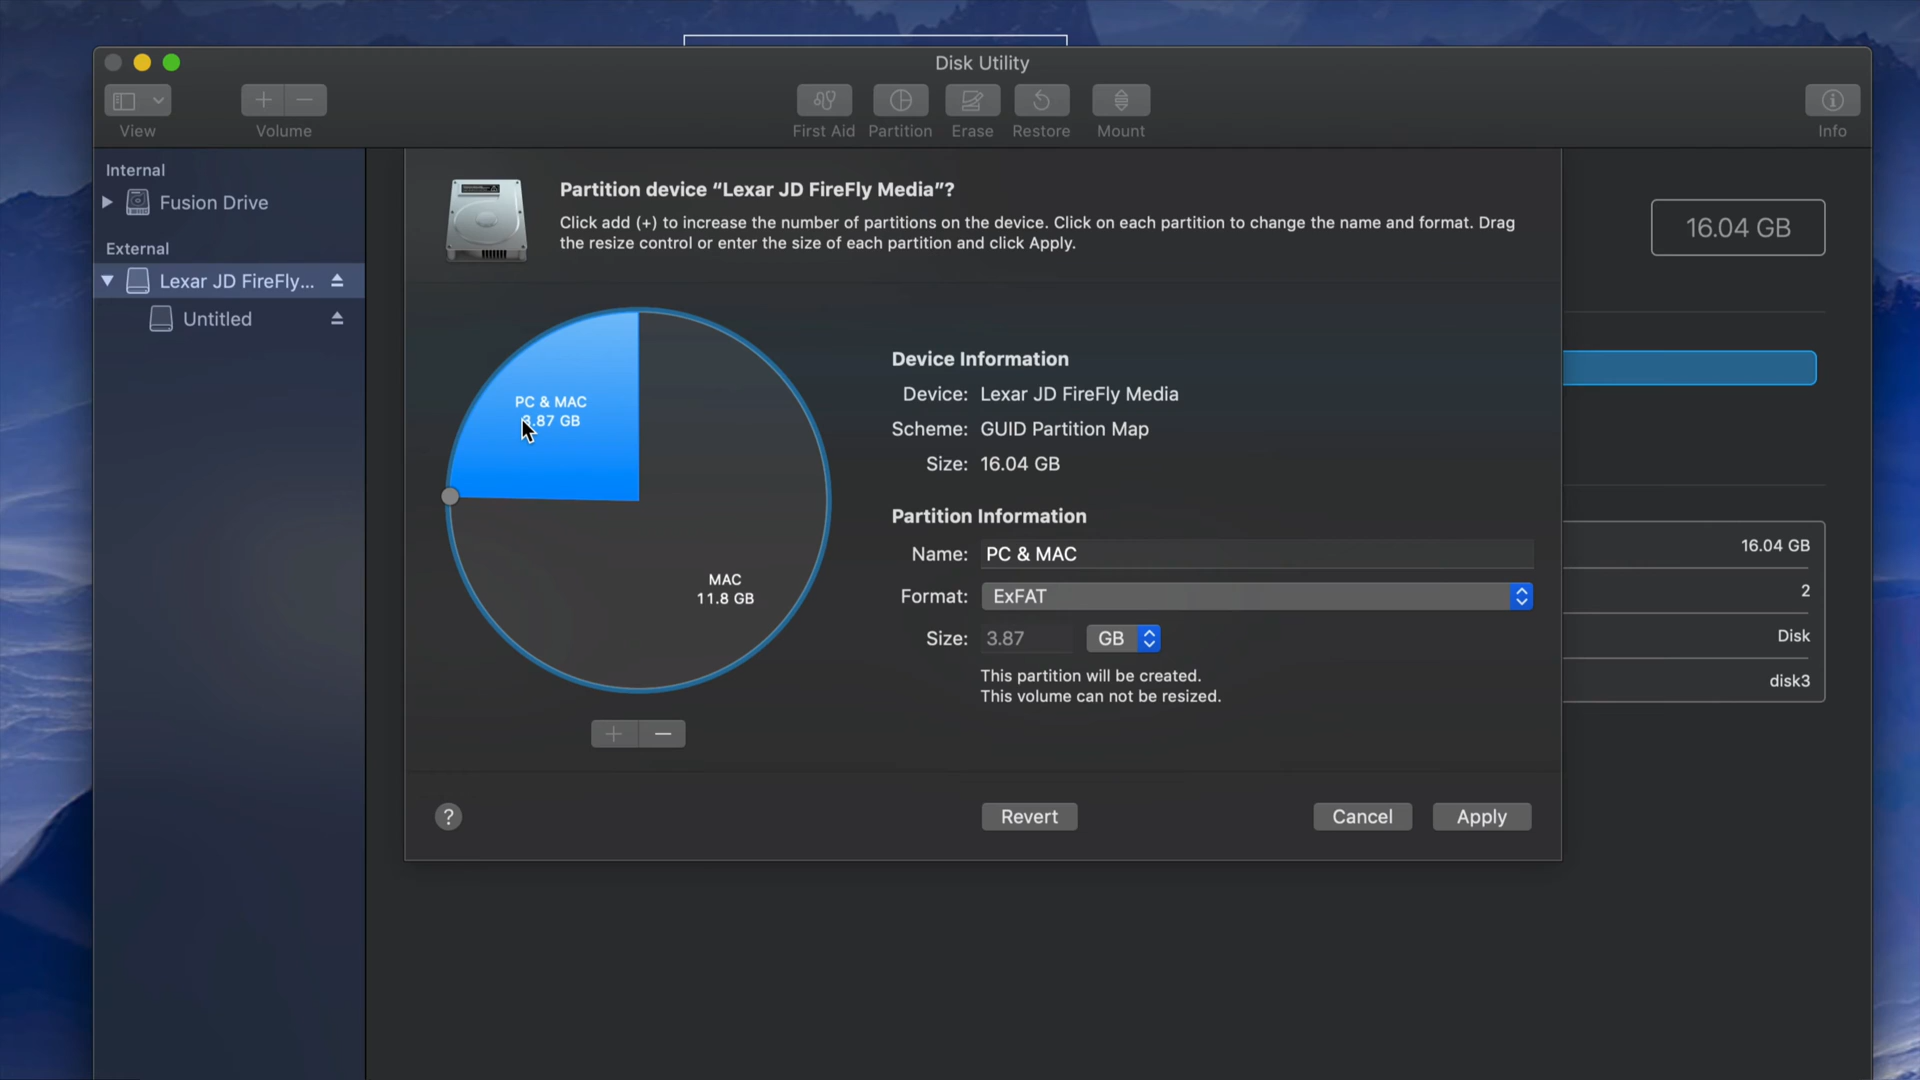 Disk Utility
View
Volume
First Aid
Partition
Erase
Restore
Mount
Info
Internal
Fusion Drive
External
Lexar JD FireFly...
Untitled
Partition device “Lexar JD FireFly Media”?
Click add (+) to increase the number of partitions on the device. Click on each partition to change the name and format. Drag
the resize control or enter the size of each partition and click Apply.
16.04 GB
PC & MAC
3.87 GB
MAC
11.8 GB
Device Information
Device: Lexar JD FireFly Media
Scheme: GUID Partition Map
Size: 16.04 GB
Partition Information
Name: PC & MAC
Format: ExFAT
Size: 3.87 GB
This partition will be created.
This volume can not be resized.
16.04 GB
2
Disk
disk3
?
Revert
Cancel
Apply